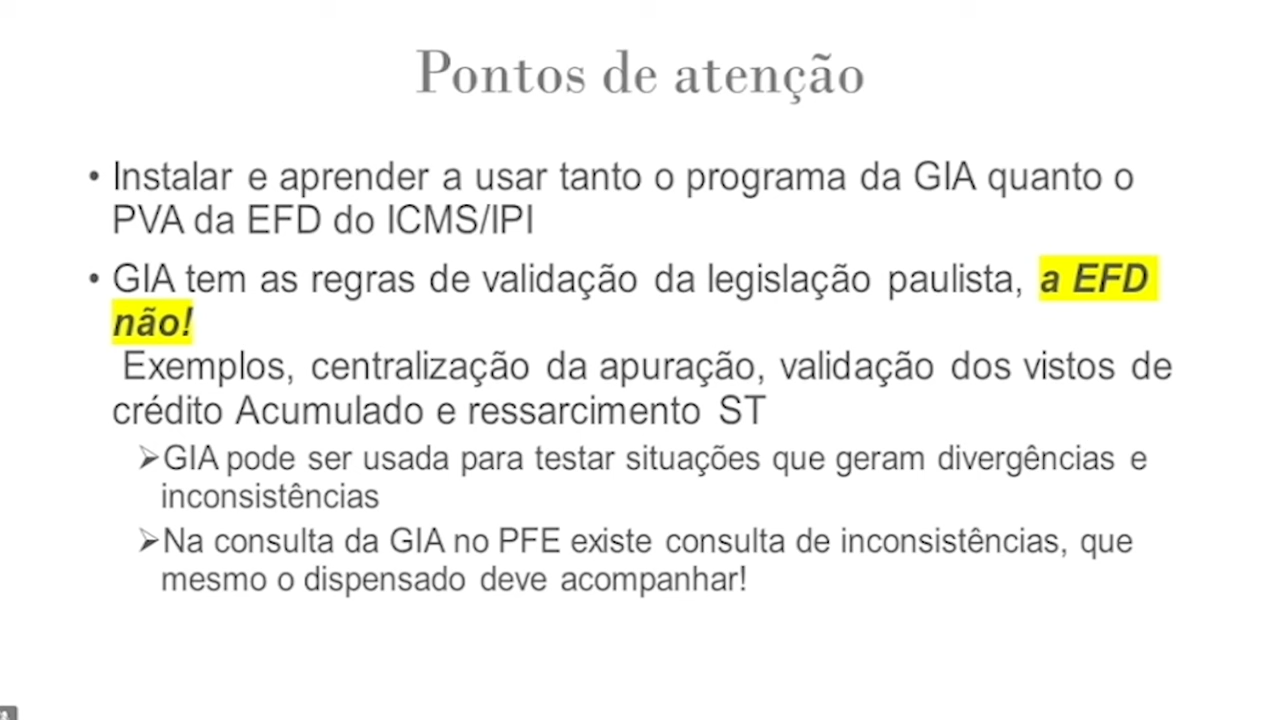 Pontos de atenção
• Instalar e aprender a usar tanto o programa da GIA quanto o
PVA da EFD do ICMS/IPI
• GIA tem as regras de validação da legislação paulista, a EFD
não!
Exemplos, centralização da apuração, validação dos vistos de
crédito Acumulado e ressarcimento ST
➢GIA pode ser usada para testar situações que geram divergências e
inconsistências
➢Na consulta da GIA no PFE existe consulta de inconsistências, que
mesmo o dispensado deve acompanhar!